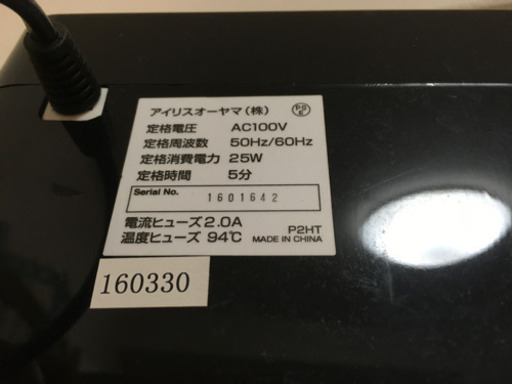 アイリスオーヤマ(株)
PS
E
定格電圧 AC100V
定格周波数 50Hz/60Hz
定格消費電力 25W
定格時間 5分
Serial No. 1601642
電流ヒューズ2.0A
温度ヒューズ 94℃
P2HT
MADE IN CHINA
160330